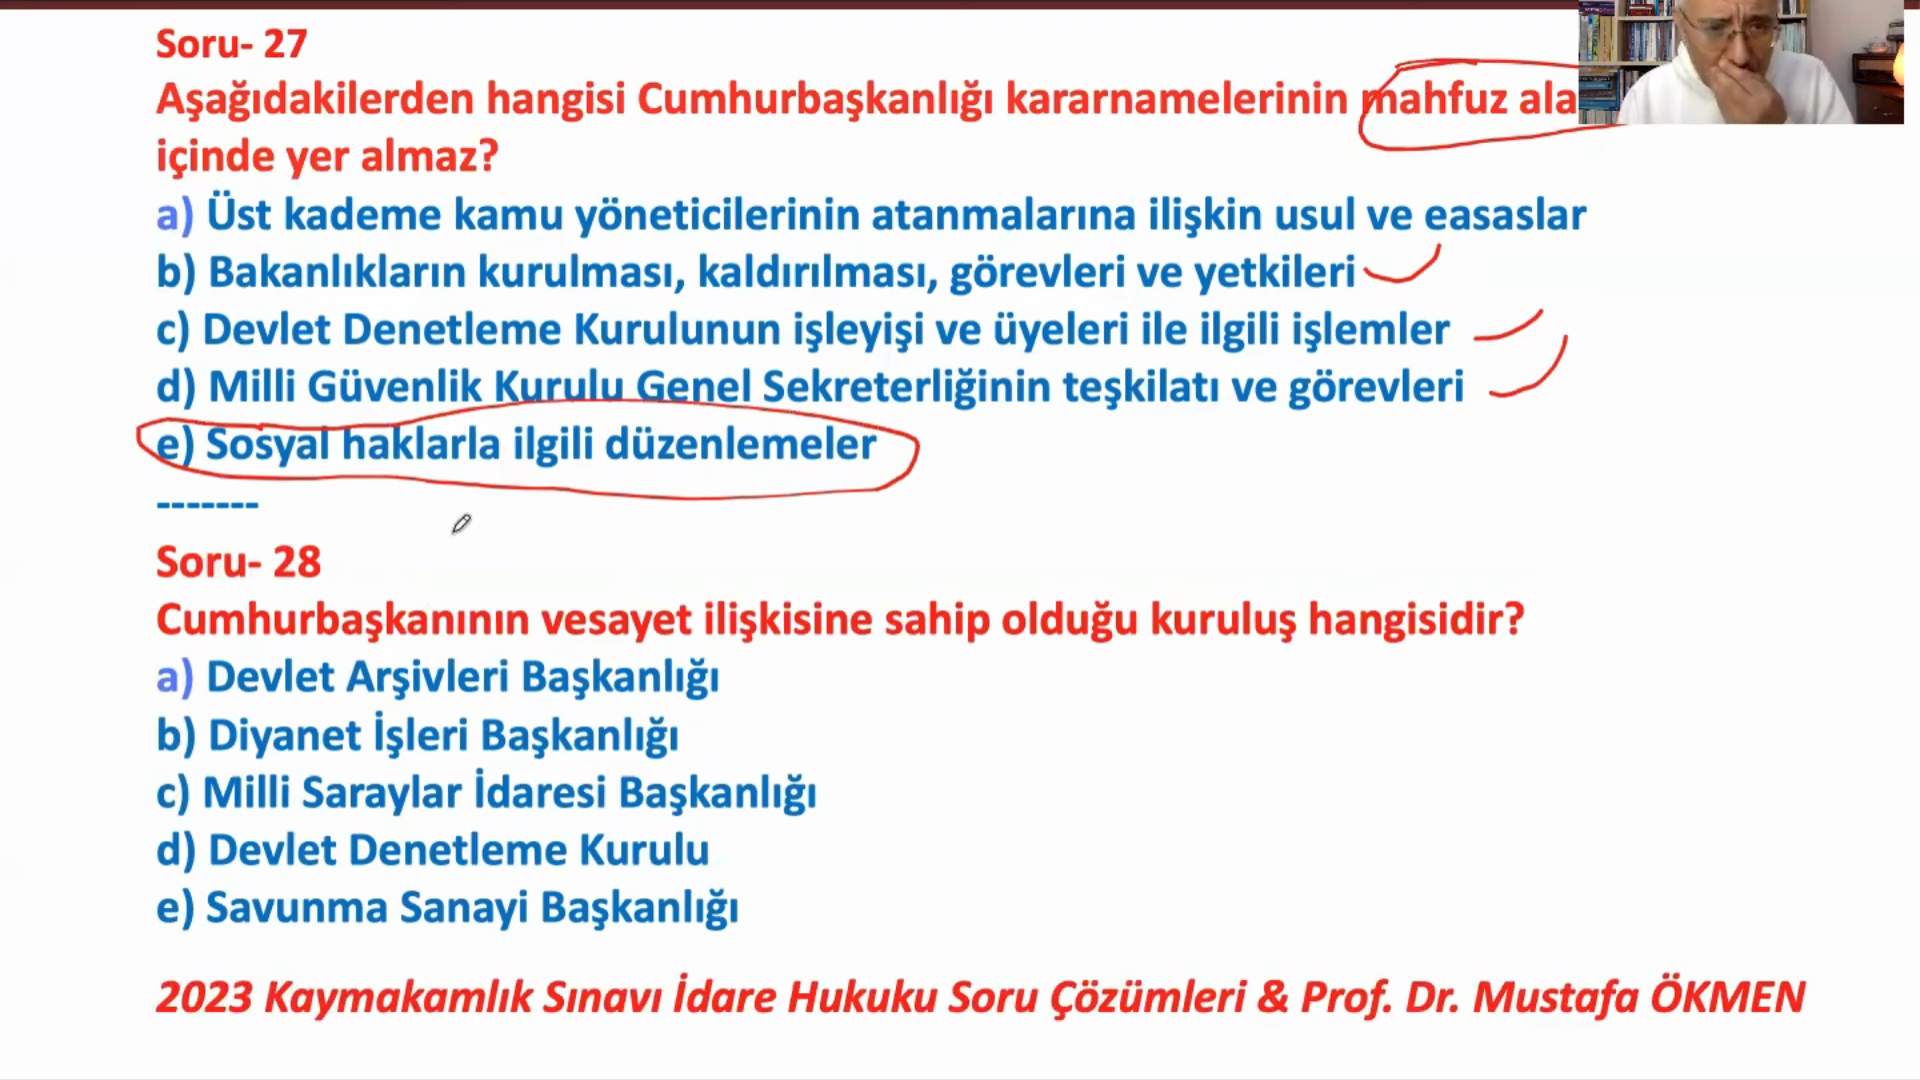 Soru- 27
Aşağıdakilerden hangisi Cumhurbaşkanlığı kararnamelerinin mahfuz ala
içinde yer almaz?
a) Üst kademe kamu yöneticilerinin atanmalarına ilişkin usul ve easaslar
b) Bakanlıkların kurulması, kaldırılması, görevleri ve yetkileri
c) Devlet Denetleme Kurulunun işleyişi ve üyeleri ile ilgili işlemler
d) Milli Güvenlik Kurulu Genel Sekreterliğinin teşkilatı ve görevleri
e) Sosyal haklarla ilgili düzenlemeler
-------
Soru- 28
Cumhurbaşkanının vesayet ilişkisine sahip olduğu kuruluş hangisidir?
a) Devlet Arşivleri Başkanlığı
b) Diyanet İşleri Başkanlığı
c) Milli Saraylar İdaresi Başkanlığı
d) Devlet Denetleme Kurulu
e) Savunma Sanayi Başkanlığı
2023 Kaymakamlık Sınavı İdare Hukuku Soru Çözümleri & Prof. Dr. Mustafa ÖKMEN